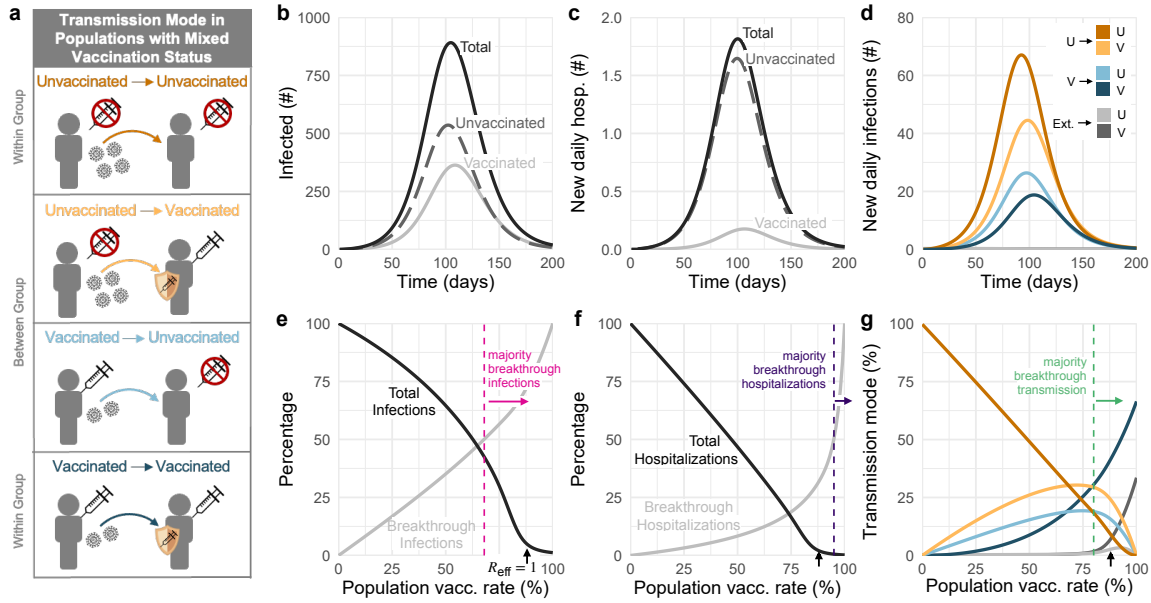 a
Transmission Mode in
Populations with Mixed
Vaccination Status
Within Group
Unvaccinated → Unvaccinated
Between Group
Unvaccinated → Vaccinated
Vaccinated → Unvaccinated
Within Group
Vaccinated → Vaccinated
b
Infected (#)
1000
750
500
250
0
Total
Unvaccinated
Vaccinated
0 50 100 150 200
Time (days)
c
New daily hosp. (#)
2.0
1.5
1.0
0.5
0.0
Total
Unvaccinated
Vaccinated
0 50 100 150 200
Time (days)
d
New daily infections (#)
80
60
40
20
0
U → U
V
V → U
V
Ext. → U
V
0 50 100 150 200
Time (days)
e
Percentage
100
75
50
25
0
majority
breakthrough
infections
Total
Infections
Breakthrough
Infections
R_eff = 1
0 25 50 75 100
Population vacc. rate (%)
f
Percentage
100
75
50
25
0
majority
breakthrough
hospitalizations
Total
Hospitalizations
Breakthrough
Hospitalizations
0 25 50 75 100
Population vacc. rate (%)
g
Transmission mode (%)
100
75
50
25
0
majority
breakthrough
transmission
0 25 50 75 100
Population vacc. rate (%)